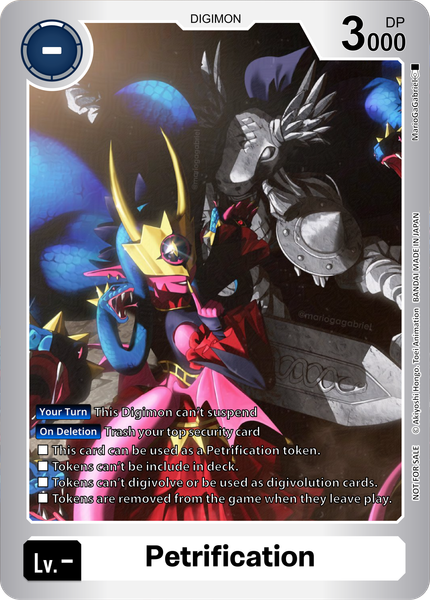 DIGIMON
-
3000
DP
MarioGaGabriel
@mariogagabriel
@mariogagabriel
Your Turn This Digimon can't suspend
On Deletion Trash your top security card
This card can be used as a Petrification token.
Tokens can't be include in deck.
Tokens can't digivolve or be used as digivolution cards.
Tokens are removed from the game when they leave play.
NOT FOR SALE © Akiyoshi Hongo, Toei Animation BANDAI MADE IN JAPAN
Lv.-
Petrification